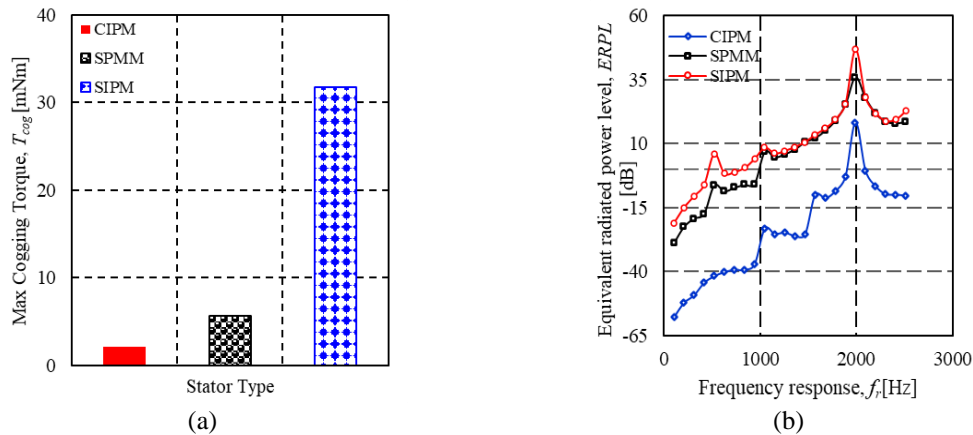 40
30
20
10
0
Max Cogging Torque, T_cog [mNm]
CIPM
SPMM
SIPM
Stator Type
(a)
60
35
10
-15
-40
-65
Equivalent radiated power level, ERPL
[dB]
CIPM
SPMM
SIPM
0
1000
2000
3000
Frequency response, f_r[Hz]
(b)